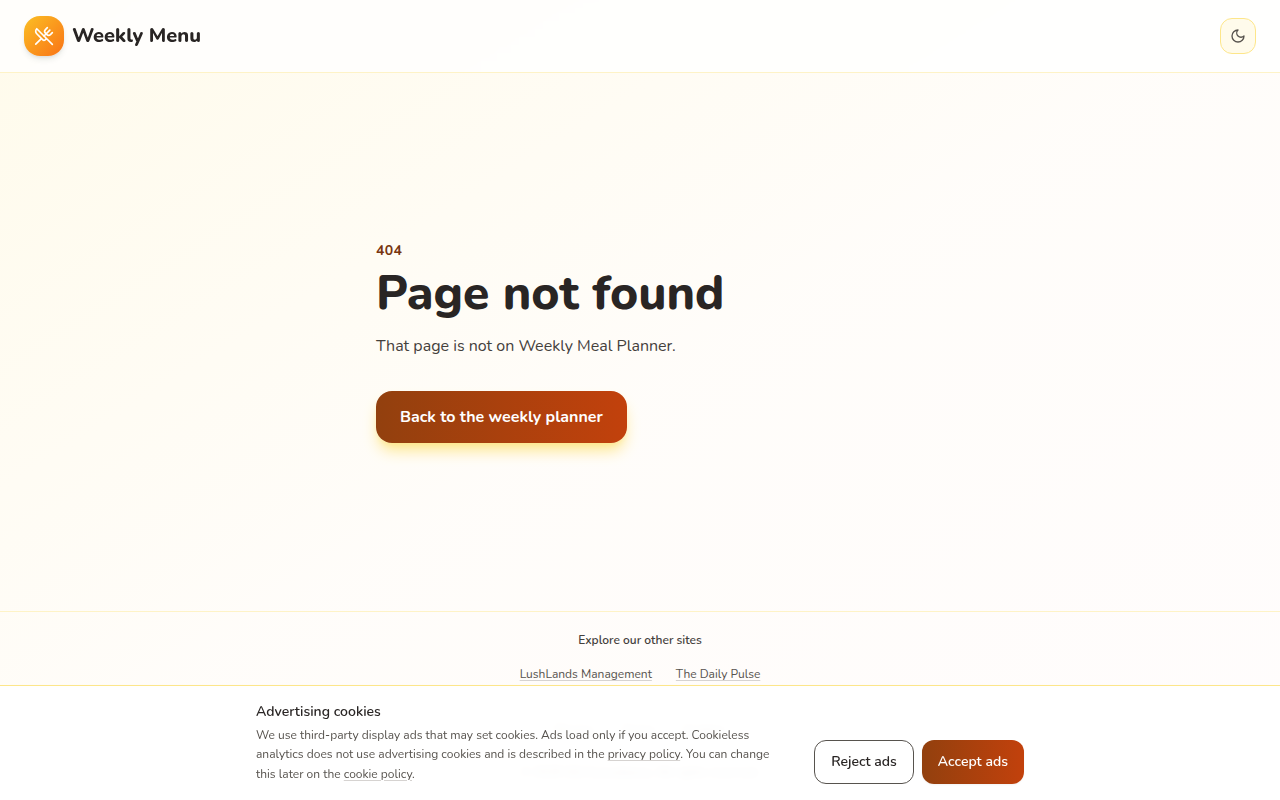 Weekly Menu
404
Page not found
That page is not on Weekly Meal Planner.
Back to the weekly planner
Explore our other sites
LushLands Management The Daily Pulse
Advertising cookies
We use third-party display ads that may set cookies. Ads load only if you accept. Cookieless
analytics does not use advertising cookies and is described in the privacy policy. You can change
this later on the cookie policy.
Reject ads Accept ads